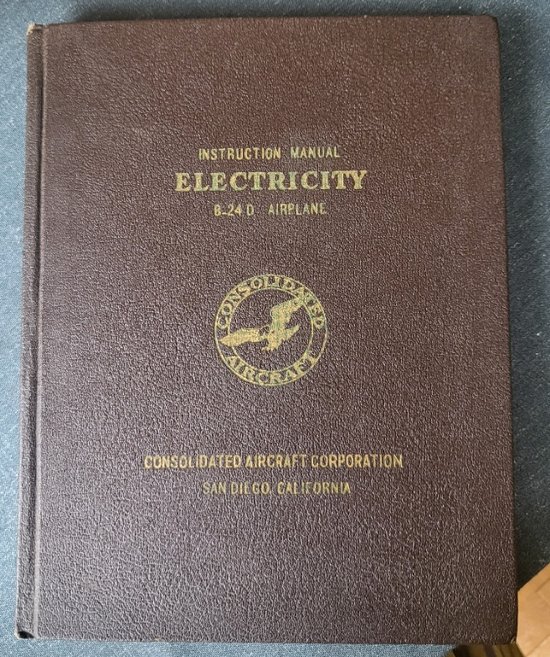 INSTRUCTION MANUAL
ELECTRICITY
B-24 D AIRPLANE
CONSOLIDATED
AIRCRAFT
CONSOLIDATED AIRCRAFT CORPORATION
SAN DIEGO, CALIFORNIA